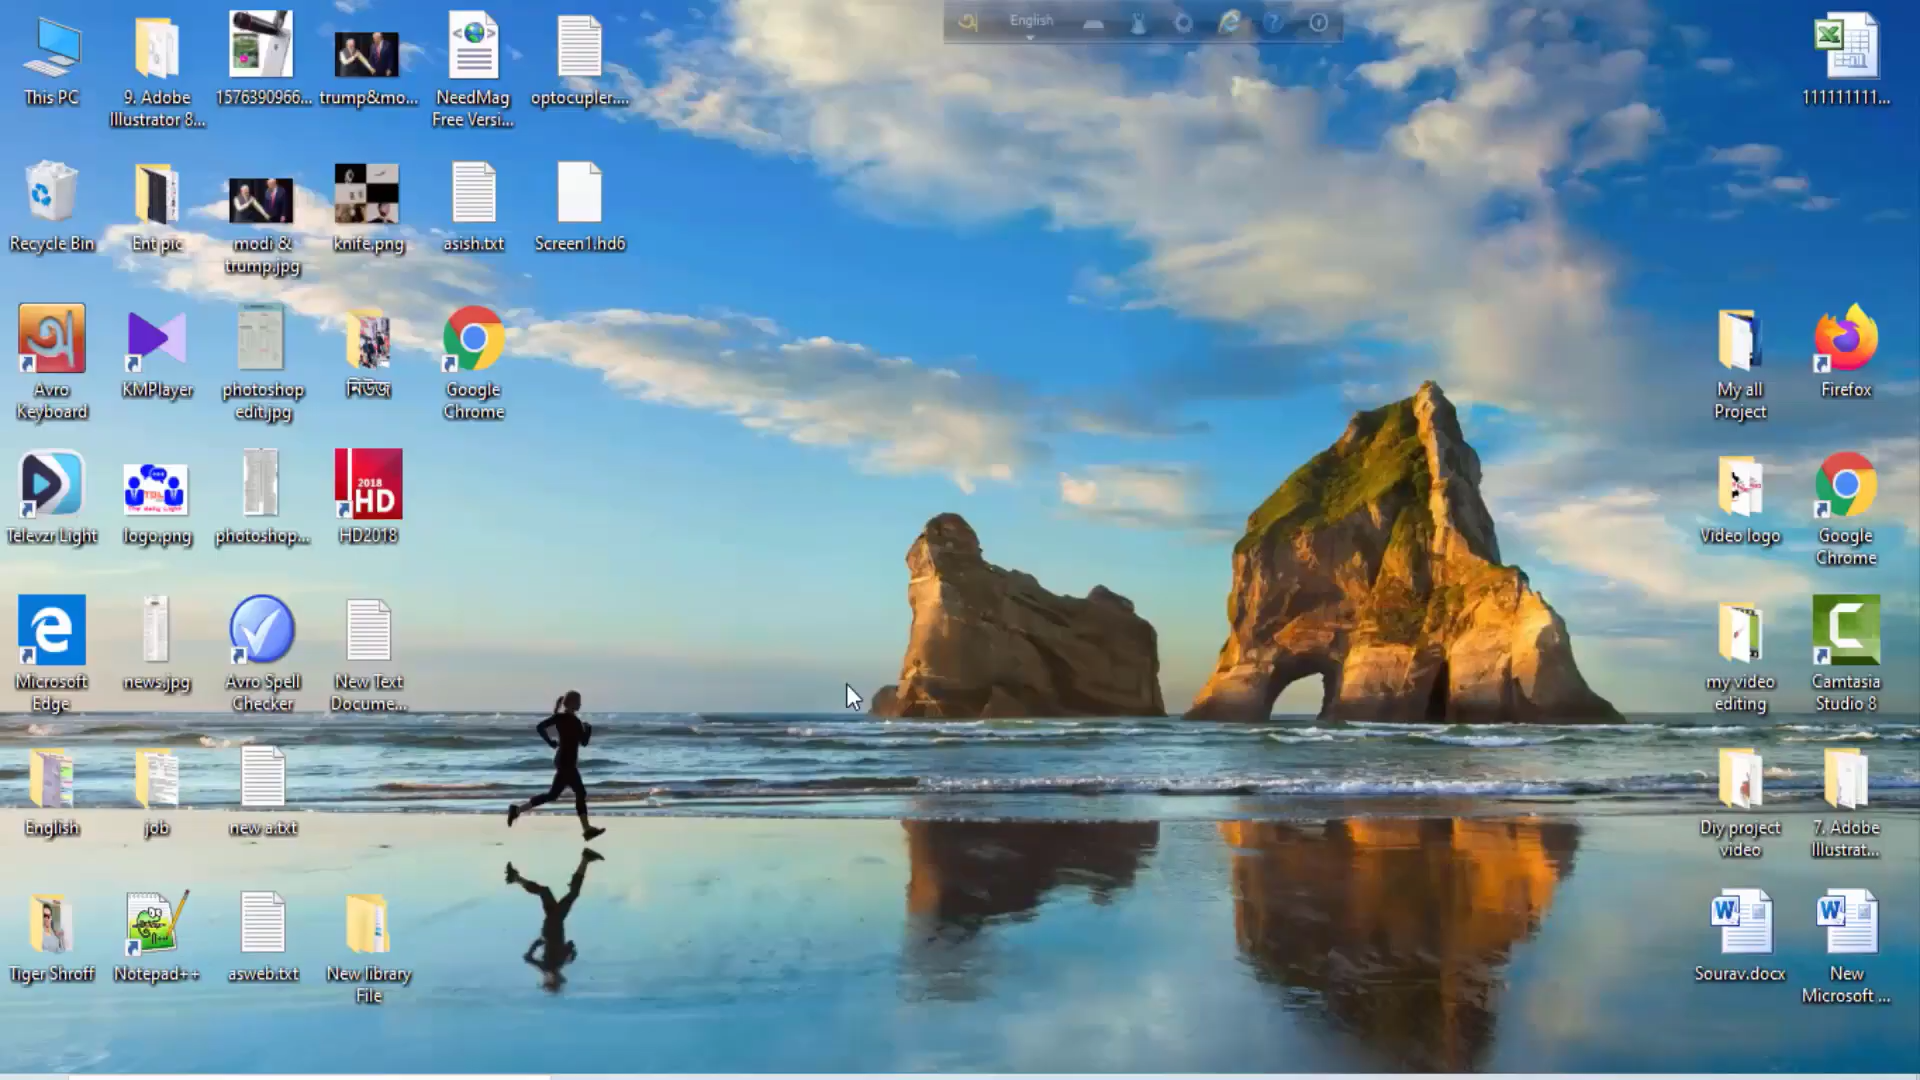 English
This PC
9. Adobe
Illustrator 8...
1576390966...
trump&mo...
NeedMag
Free Versi...
optocupler....
111111111...
Recycle Bin
Ent pic
modi &
trump.jpg
knife.png
asish.txt
Screen1.hd6
Avro
Keyboard
KMPlayer
photoshop
edit.jpg
নিউজ
Google
Chrome
My all
Project
Firefox
Televzr Light
logo.png
photoshop...
2018
HD
HD2018
Video logo
Google
Chrome
Microsoft
Edge
news.jpg
Avro Spell
Checker
New Text
Docume...
my video
editing
Camtasia
Studio 8
English
job
new a.txt
Diy project
video
7. Adobe
Illustrat...
Tiger Shroff
Notepad++
asweb.txt
New library
File
Sourav.docx
New
Microsoft ...